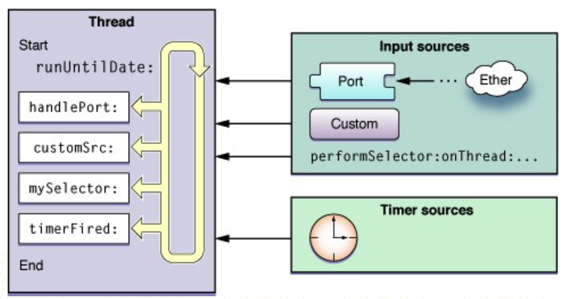 Thread
Start
runUntilDate:
handlePort:
customSrc:
mySelector:
timerFired:
End
Input sources
Port
...
Ether
Custom
performSelector:onThread:...
Timer sources